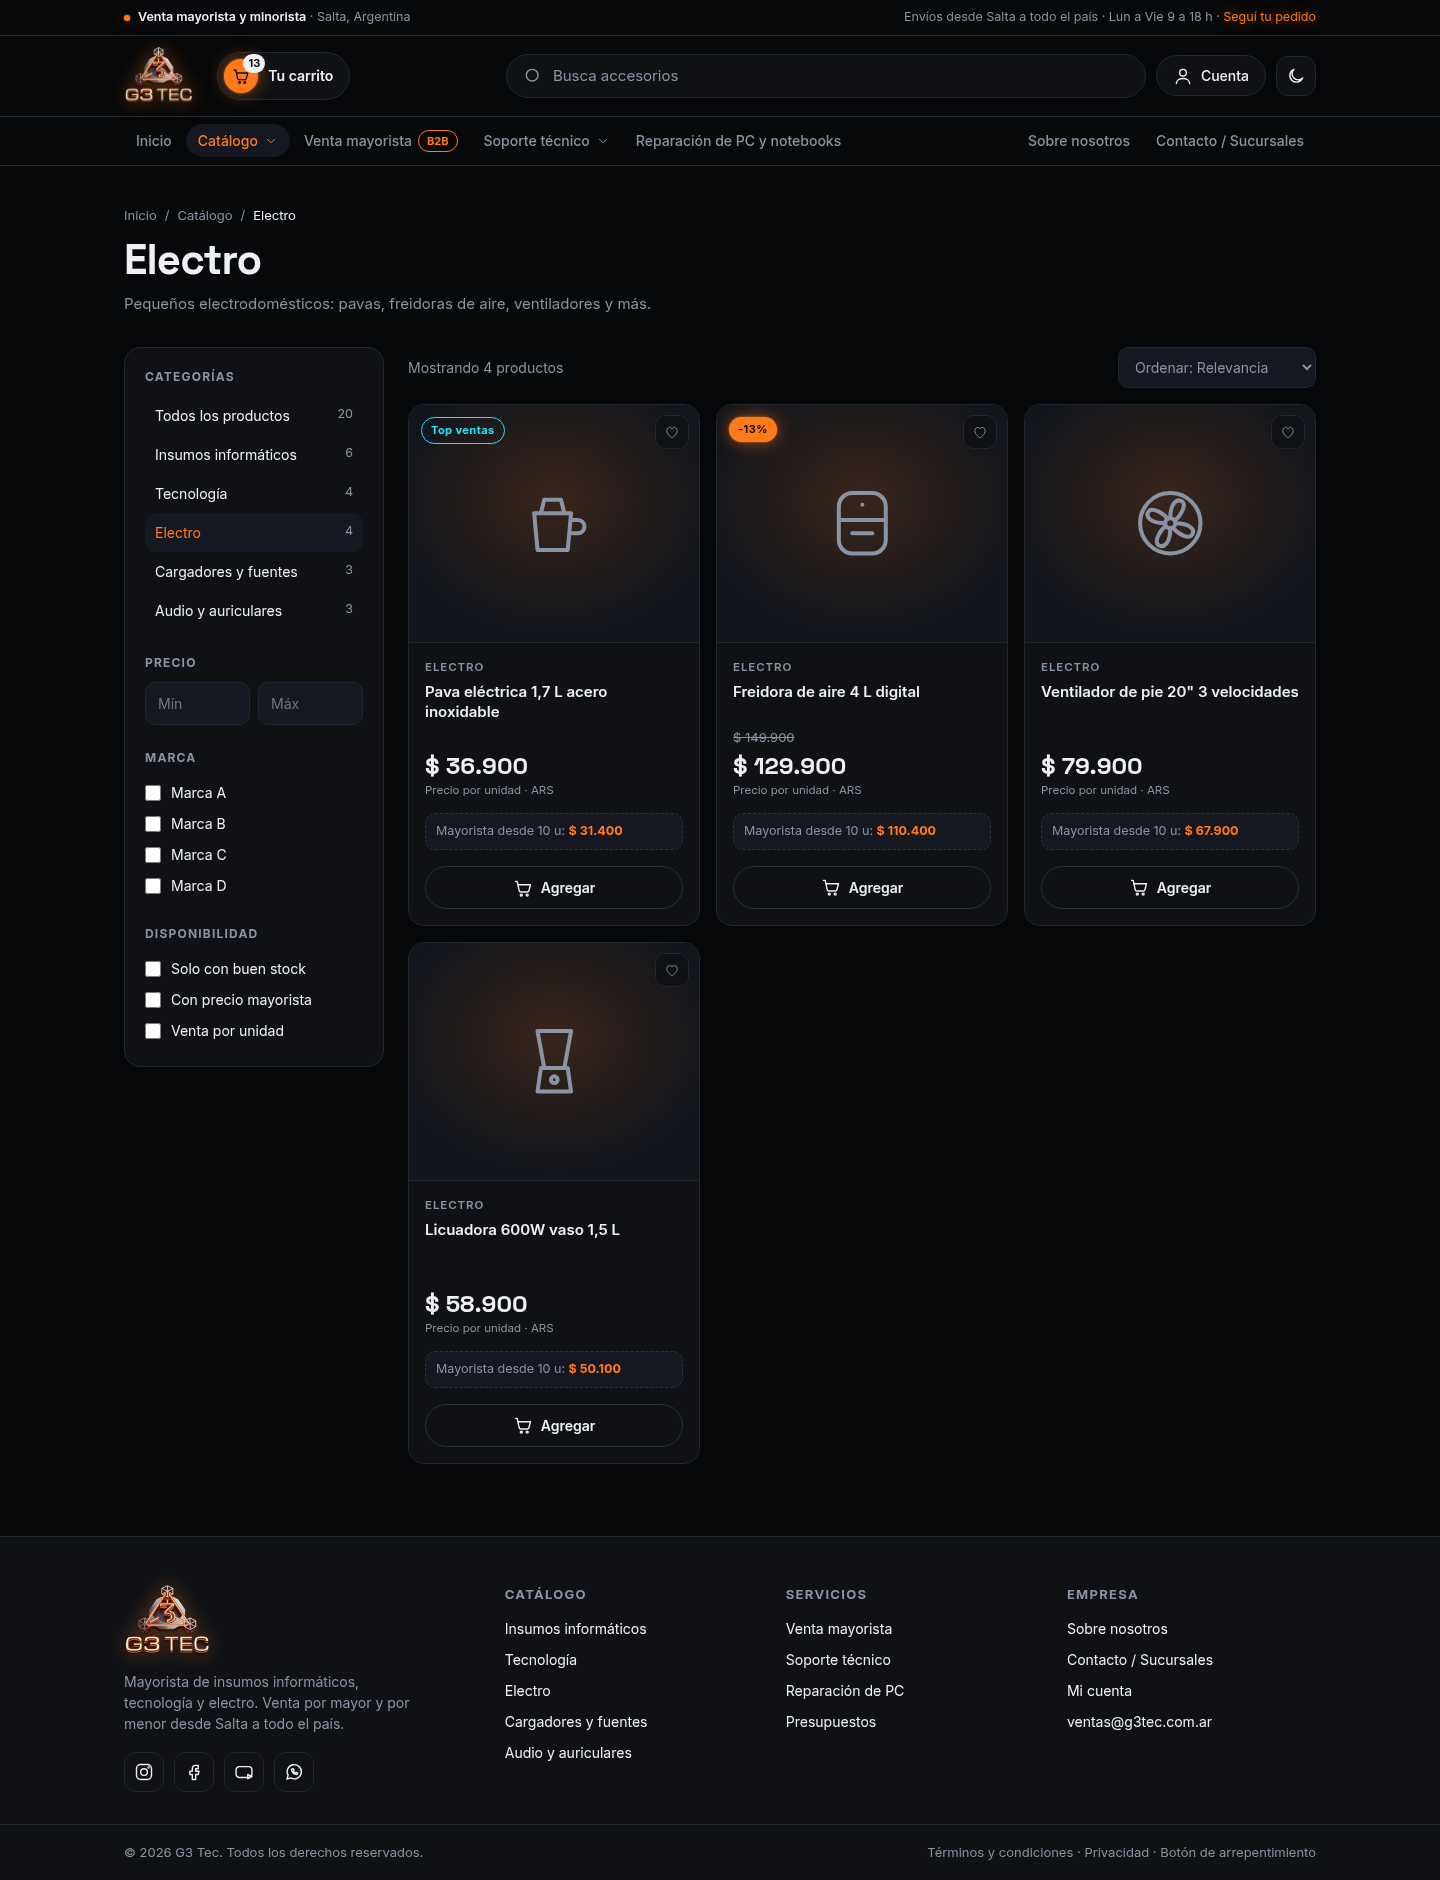 Venta mayorista y minorista · Salta, Argentina
Envíos desde Salta a todo el país · Lun a Vie 9 a 18 h · Seguí tu pedido
G3 TEC
13
Tu carrito
Busca accesorios
Cuenta
Inicio
Catálogo
Venta mayorista B2B
Soporte técnico
Reparación de PC y notebooks
Sobre nosotros
Contacto / Sucursales
Inicio / Catálogo / Electro
Electro
Pequeños electrodomésticos: pavas, freidoras de aire, ventiladores y más.
CATEGORÍAS
Todos los productos 20
Insumos informáticos 6
Tecnología 4
Electro 4
Cargadores y fuentes 3
Audio y auriculares 3
PRECIO
Mín
Máx
MARCA
Marca A
Marca B
Marca C
Marca D
DISPONIBILIDAD
Solo con buen stock
Con precio mayorista
Venta por unidad
Mostrando 4 productos
Ordenar: Relevancia
Top ventas
ELECTRO
Pava eléctrica 1,7 L acero
inoxidable
$ 36.900
Precio por unidad · ARS
Mayorista desde 10 u: $ 31.400
Agregar
-13%
ELECTRO
Freidora de aire 4 L digital
$ 149.900
$ 129.900
Precio por unidad · ARS
Mayorista desde 10 u: $ 110.400
Agregar
ELECTRO
Ventilador de pie 20" 3 velocidades
$ 79.900
Precio por unidad · ARS
Mayorista desde 10 u: $ 67.900
Agregar
ELECTRO
Licuadora 600W vaso 1,5 L
$ 58.900
Precio por unidad · ARS
Mayorista desde 10 u: $ 50.100
Agregar
G3 TEC
Mayorista de insumos informáticos,
tecnología y electro. Venta por mayor y por
menor desde Salta a todo el país.
CATÁLOGO
Insumos informáticos
Tecnología
Electro
Cargadores y fuentes
Audio y auriculares
SERVICIOS
Venta mayorista
Soporte técnico
Reparación de PC
Presupuestos
EMPRESA
Sobre nosotros
Contacto / Sucursales
Mi cuenta
ventas@g3tec.com.ar
© 2026 G3 Tec. Todos los derechos reservados.
Términos y condiciones · Privacidad · Botón de arrepentimiento